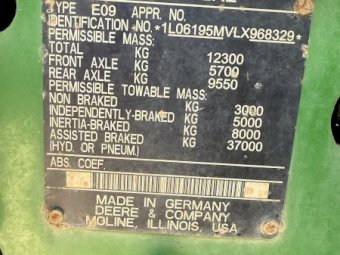 TYPE E09 APPR. NO.
IDENTIFICATION NO. *1L06195MVLX968329*
PERMISSIBLE MASS:
TOTAL KG 12300
FRONT AXLE KG 5700
REAR AXLE KG 9550
PERMISSIBLE TOWABLE MASS:
NON BRAKED KG 3000
INDEPENDENTLY-BRAKED KG 5000
INERTIA-BRAKED KG 8000
ASSISTED BRAKED KG 37000
(HYD. OR PNEUM.)
ABS. COEF.
MADE IN GERMANY
DEERE & COMPANY
MOLINE, ILLINOIS, USA